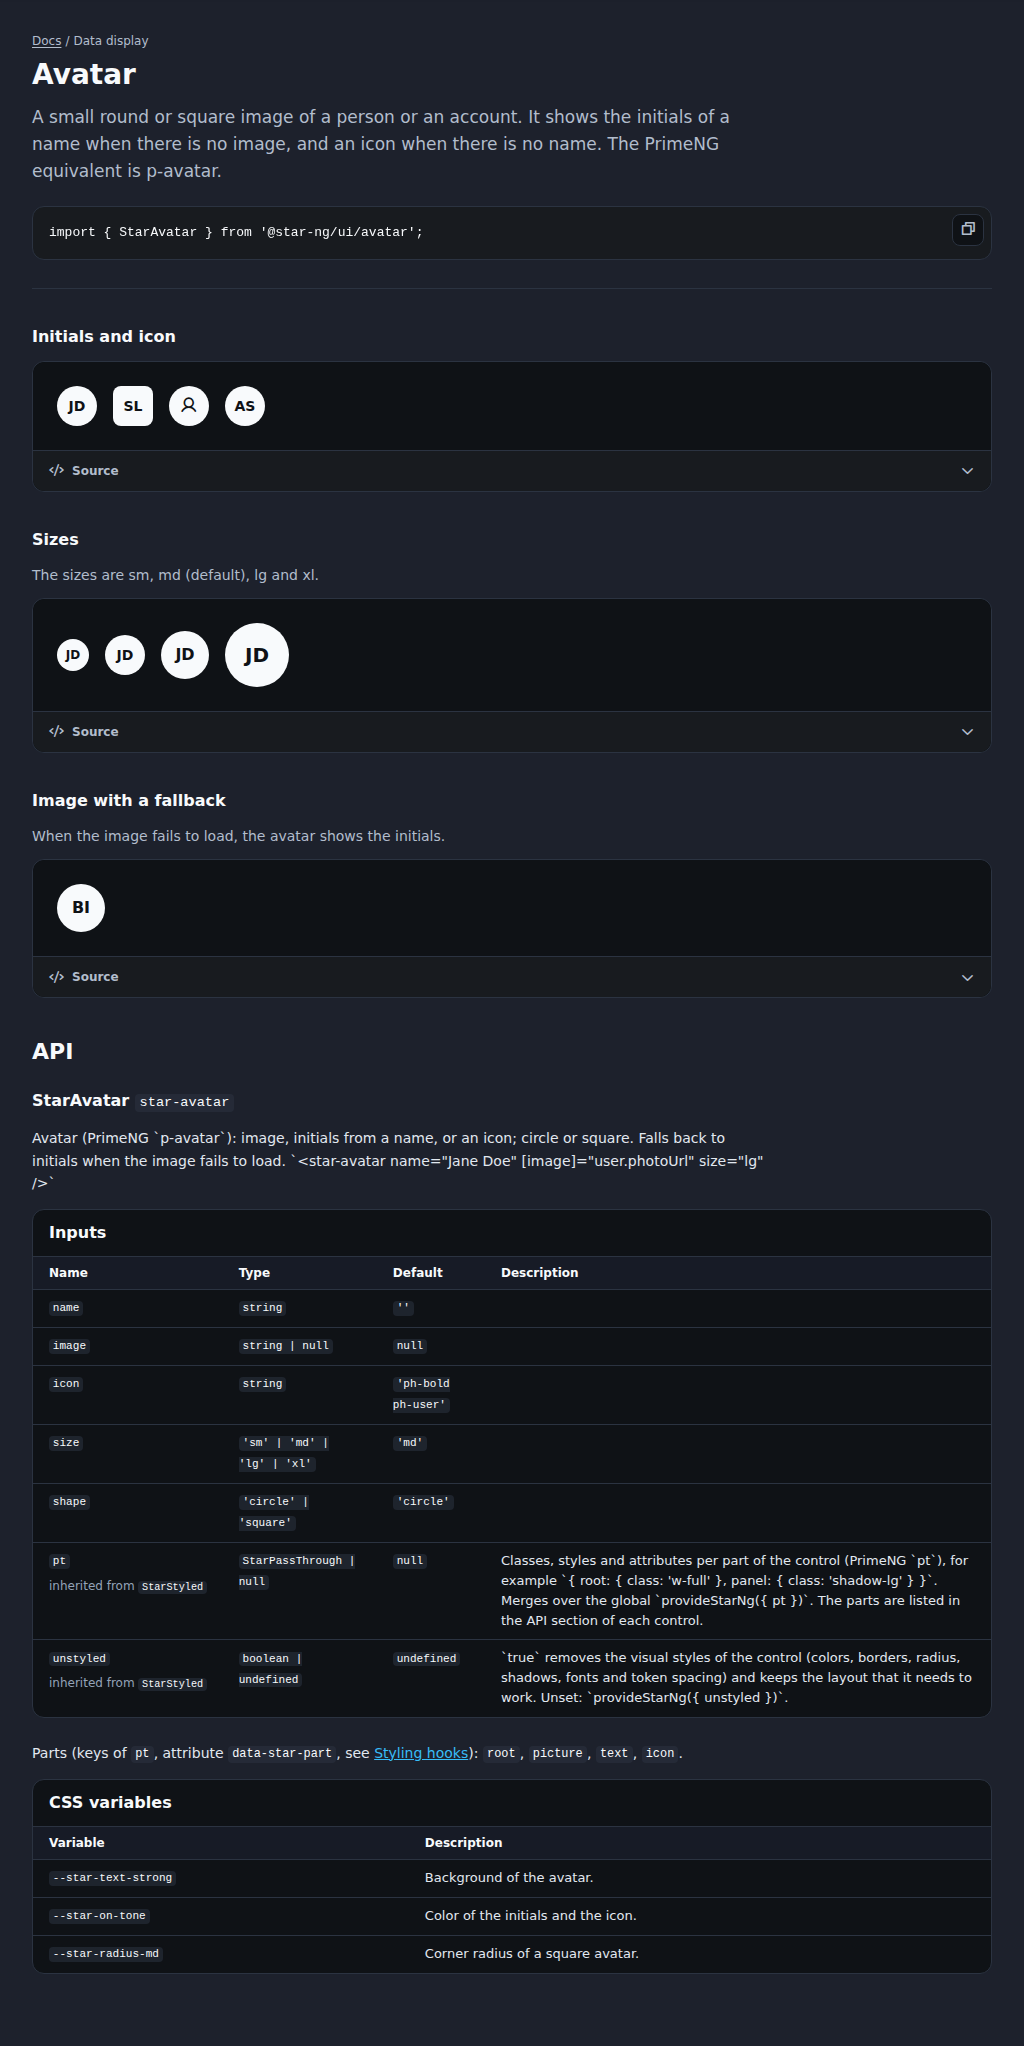 Docs / Data display
Avatar
A small round or square image of a person or an account. It shows the initials of a
name when there is no image, and an icon when there is no name. The PrimeNG
equivalent is p-avatar.
import { StarAvatar } from '@star-ng/ui/avatar';
Initials and icon
JD SL AS
Source
Sizes
The sizes are sm, md (default), lg and xl.
JD JD JD JD
Source
Image with a fallback
When the image fails to load, the avatar shows the initials.
BI
Source
API
StarAvatar star-avatar
Avatar (PrimeNG `p-avatar`): image, initials from a name, or an icon; circle or square. Falls back to
initials when the image fails to load. `<star-avatar name="Jane Doe" [image]="user.photoUrl" size="lg"
/>`
Inputs
Name Type Default Description
name string ''
image string | null null
icon string 'ph-bold
ph-user'
size 'sm' | 'md' | 'md'
'lg' | 'xl'
shape 'circle' | 'circle'
'square'
pt StarPassThrough | null Classes, styles and attributes per part of the control (PrimeNG `pt`), for
null example `{ root: { class: 'w-full' }, panel: { class: 'shadow-lg' } }`.
inherited from StarStyled Merges over the global `provideStarNg({ pt })`. The parts are listed in
the API section of each control.
unstyled boolean | undefined `true` removes the visual styles of the control (colors, borders, radius,
undefined shadows, fonts and token spacing) and keeps the layout that it needs to
inherited from StarStyled work. Unset: `provideStarNg({ unstyled })`.
Parts (keys of pt, attribute data-star-part, see Styling hooks): root, picture, text, icon.
CSS variables
Variable Description
--star-text-strong Background of the avatar.
--star-on-tone Color of the initials and the icon.
--star-radius-md Corner radius of a square avatar.